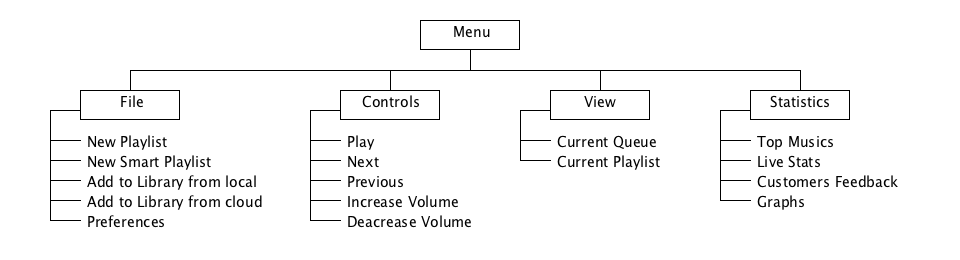 Menu
File
New Playlist
New Smart Playlist
Add to Library from local
Add to Library from cloud
Preferences
Controls
Play
Next
Previous
Increase Volume
Deacrease Volume
View
Current Queue
Current Playlist
Statistics
Top Musics
Live Stats
Customers Feedback
Graphs